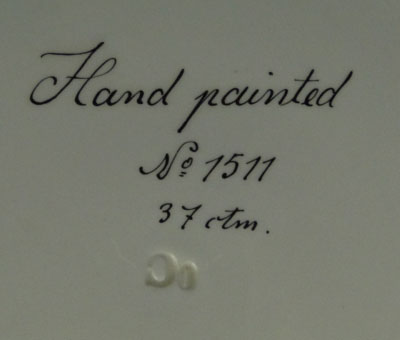 Hand painted
No 1511
37 ctm.